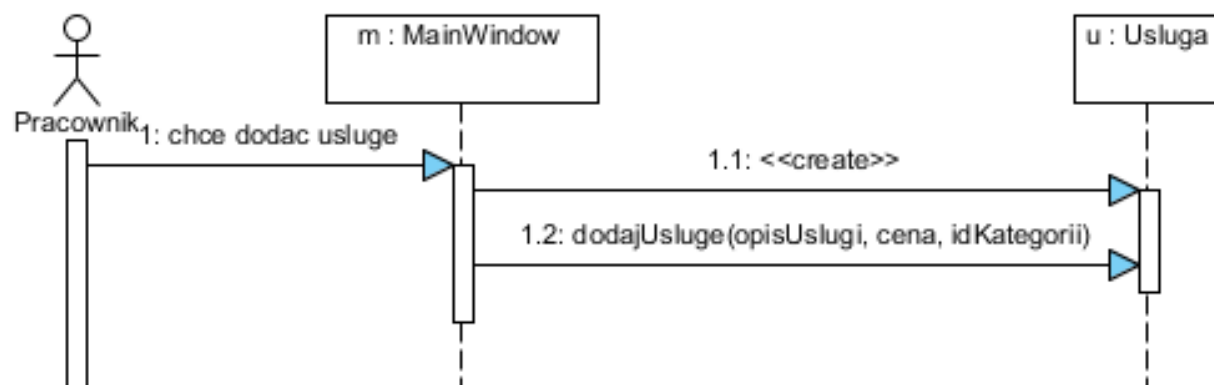 m : MainWindow
u : Usluga
Pracownik
1: chce dodac usluge
1.1: <<create>>
1.2: dodajUsluge(opisUslugi, cena, idKategorii)